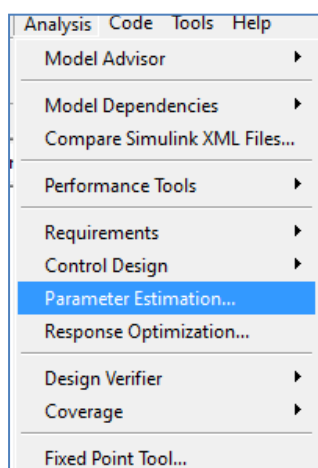 Analysis Code Tools Help
Model Advisor
Model Dependencies
Compare Simulink XML Files...
Performance Tools
Requirements
Control Design
Parameter Estimation...
Response Optimization...
Design Verifier
Coverage
Fixed Point Tool...